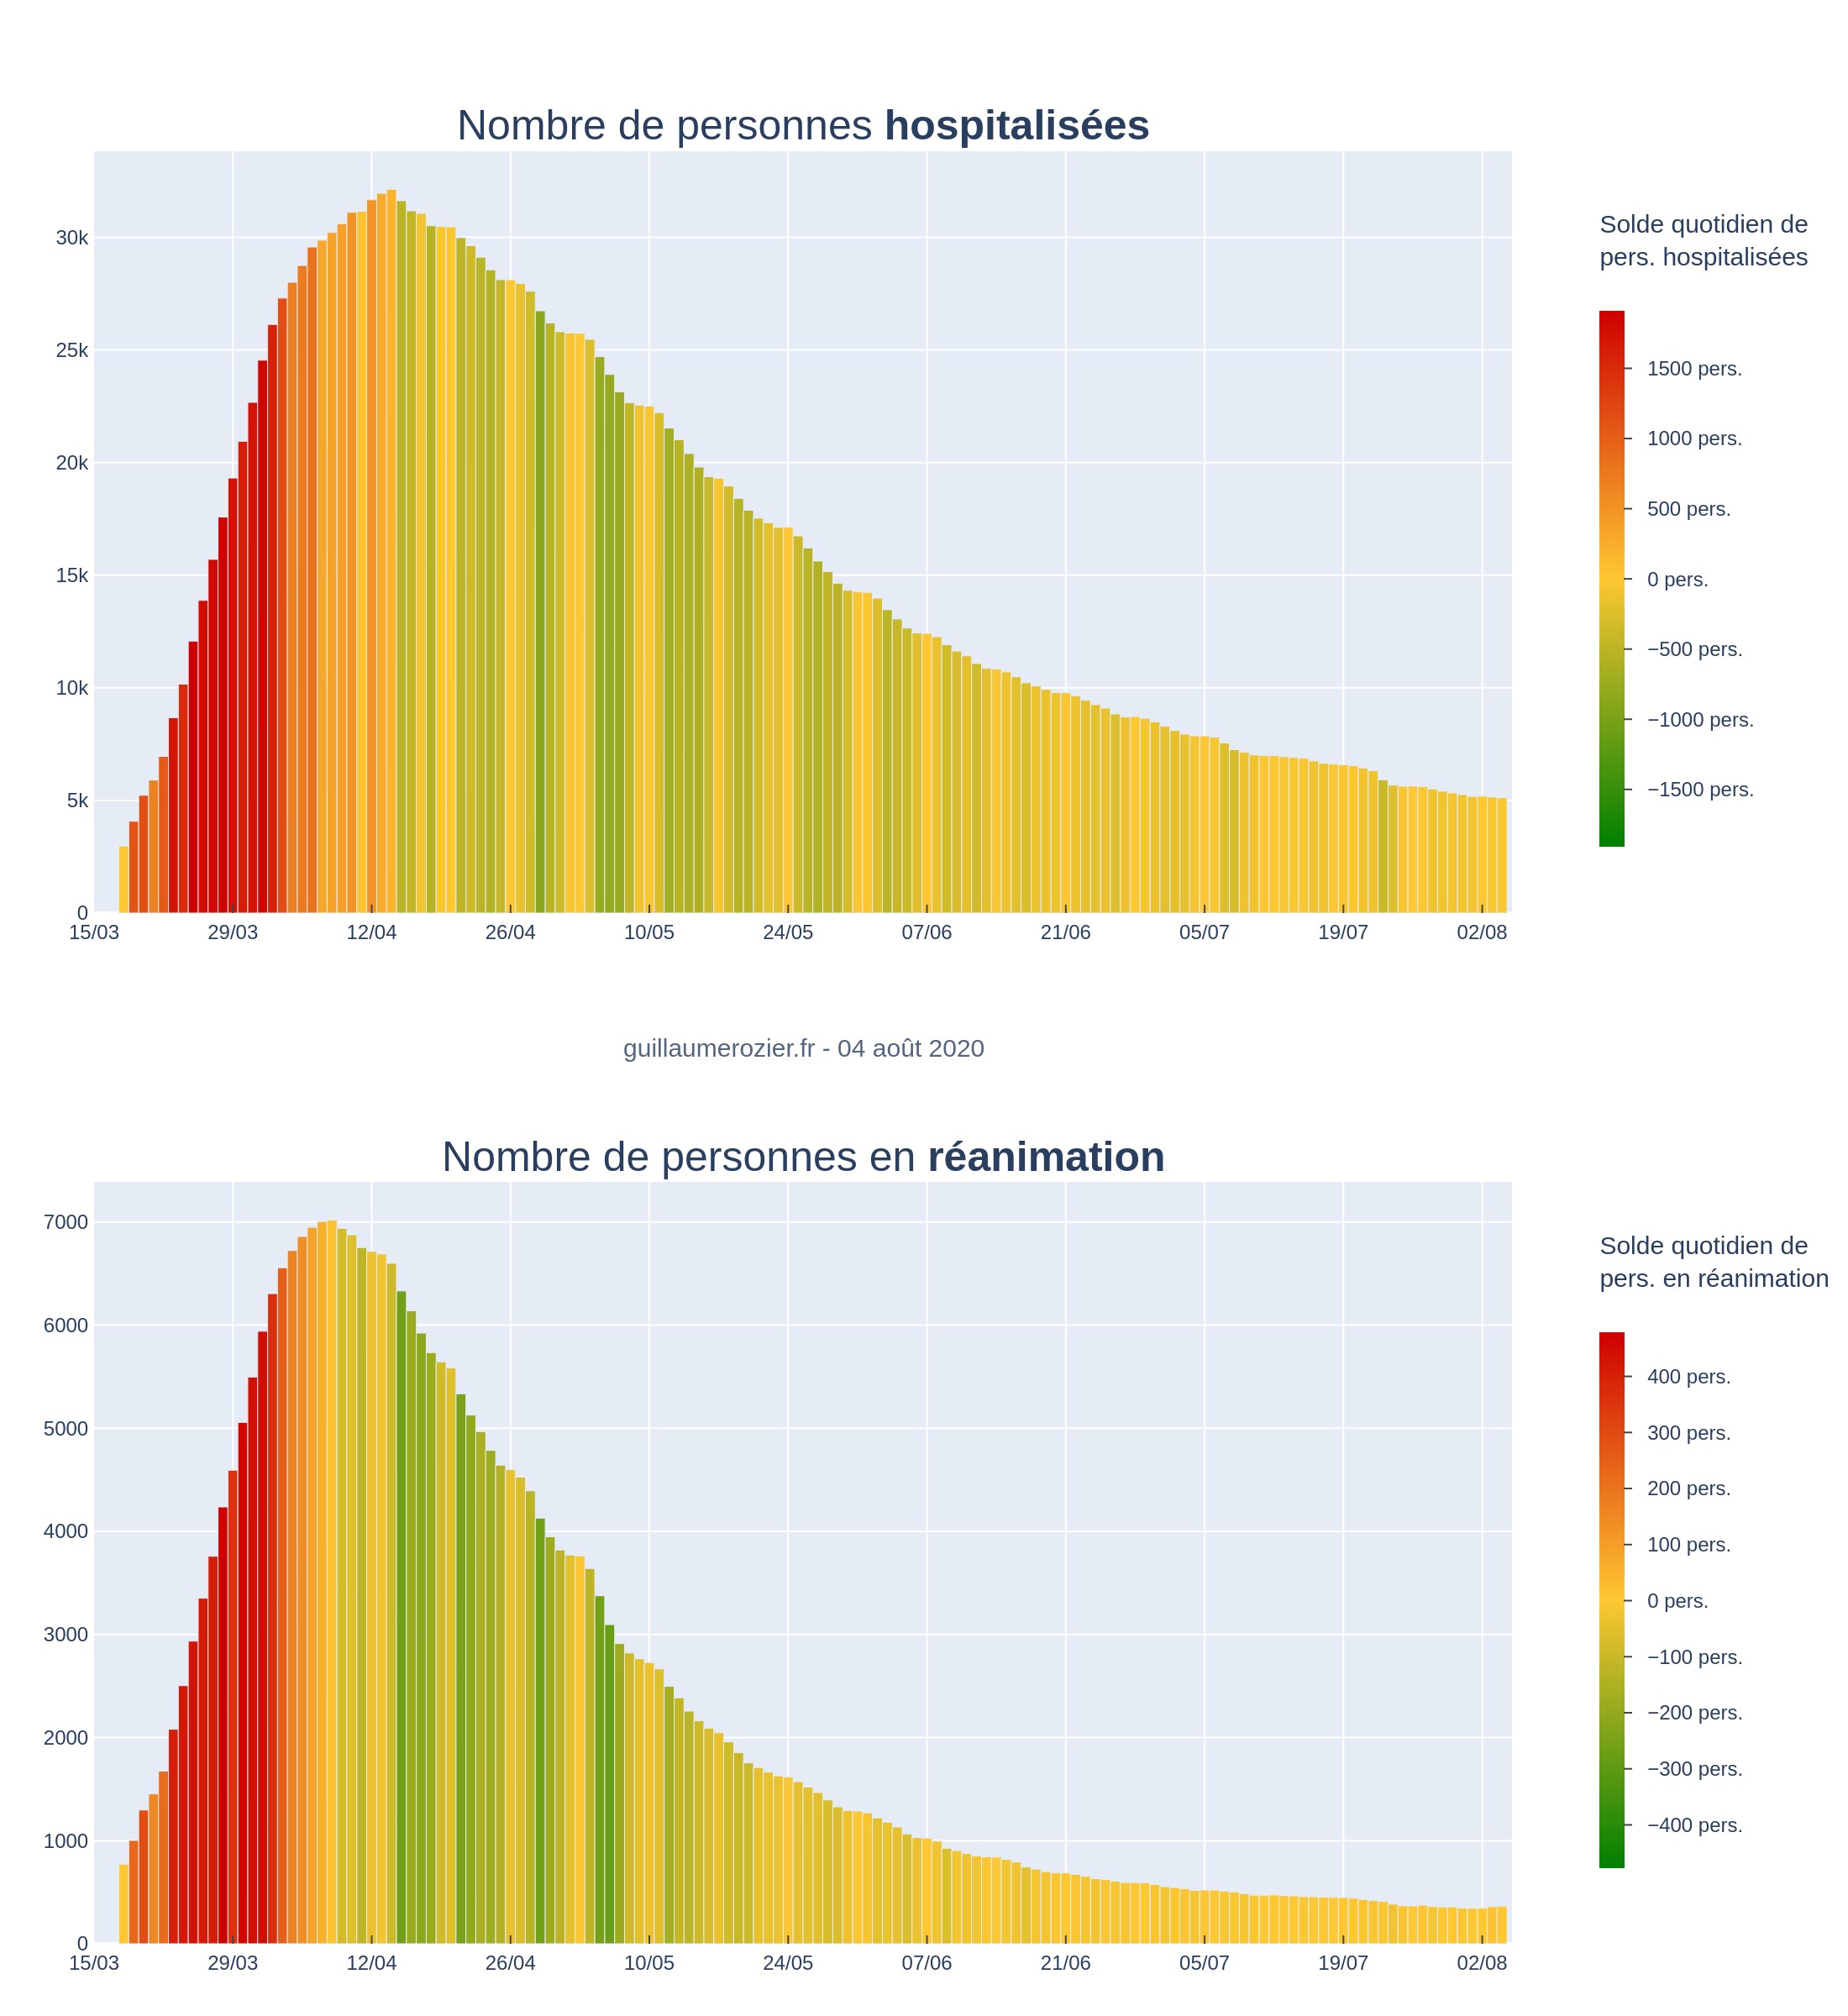 Nombre de personnes hospitalisées
30k
25k
20k
15k
10k
5k
0
15/03 29/03 12/04 26/04 10/05 24/05 07/06 21/06 05/07 19/07 02/08
Solde quotidien de
pers. hospitalisées
1500 pers.
1000 pers.
500 pers.
0 pers.
−500 pers.
−1000 pers.
−1500 pers.
guillaumerozier.fr - 04 août 2020
Nombre de personnes en réanimation
7000
6000
5000
4000
3000
2000
1000
0
15/03 29/03 12/04 26/04 10/05 24/05 07/06 21/06 05/07 19/07 02/08
Solde quotidien de
pers. en réanimation
400 pers.
300 pers.
200 pers.
100 pers.
0 pers.
−100 pers.
−200 pers.
−300 pers.
−400 pers.